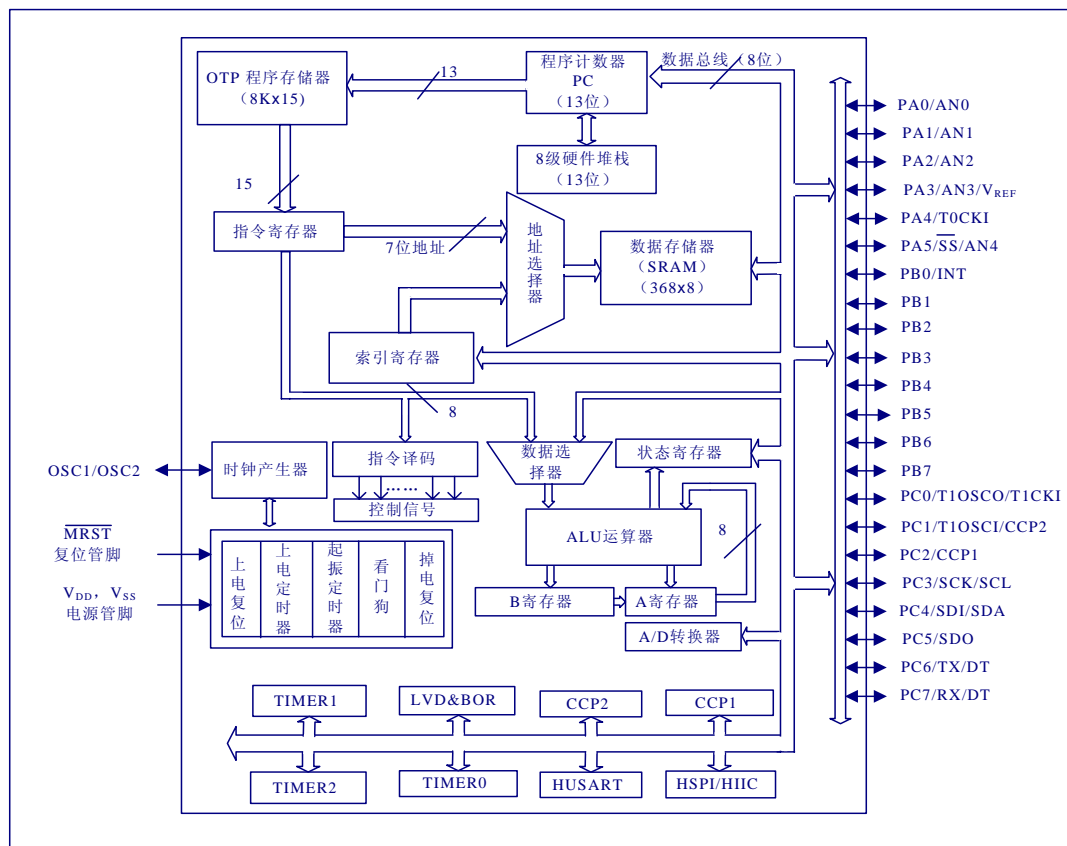 OTP 程序存储器
（8Kx15)
13
程序计数器
PC
（13位）
数据总线（8位）
8级硬件堆栈
（13位）
15
指令寄存器
7位地址
地址选择器
数据存储器
（SRAM）
（368x8）
索引寄存器
8
OSC1/OSC2
时钟产生器
指令译码
……
控制信号
数据选
择器
状态寄存器
ALU运算器
8
B寄存器
A寄存器
A/D转换器
MRST
复位管脚
VDD，VSS
电源管脚
上电复位
上电定时器
起振定时器
看门狗
掉电复位
TIMER1
LVD&BOR
CCP2
CCP1
TIMER2
TIMER0
HUSART
HSPI/HIIC
PA0/AN0
PA1/AN1
PA2/AN2
PA3/AN3/VREF
PA4/T0CKI
PA5/SS/AN4
PB0/INT
PB1
PB2
PB3
PB4
PB5
PB6
PB7
PC0/T1OSCO/T1CKI
PC1/T1OSCI/CCP2
PC2/CCP1
PC3/SCK/SCL
PC4/SDI/SDA
PC5/SDO
PC6/TX/DT
PC7/RX/DT